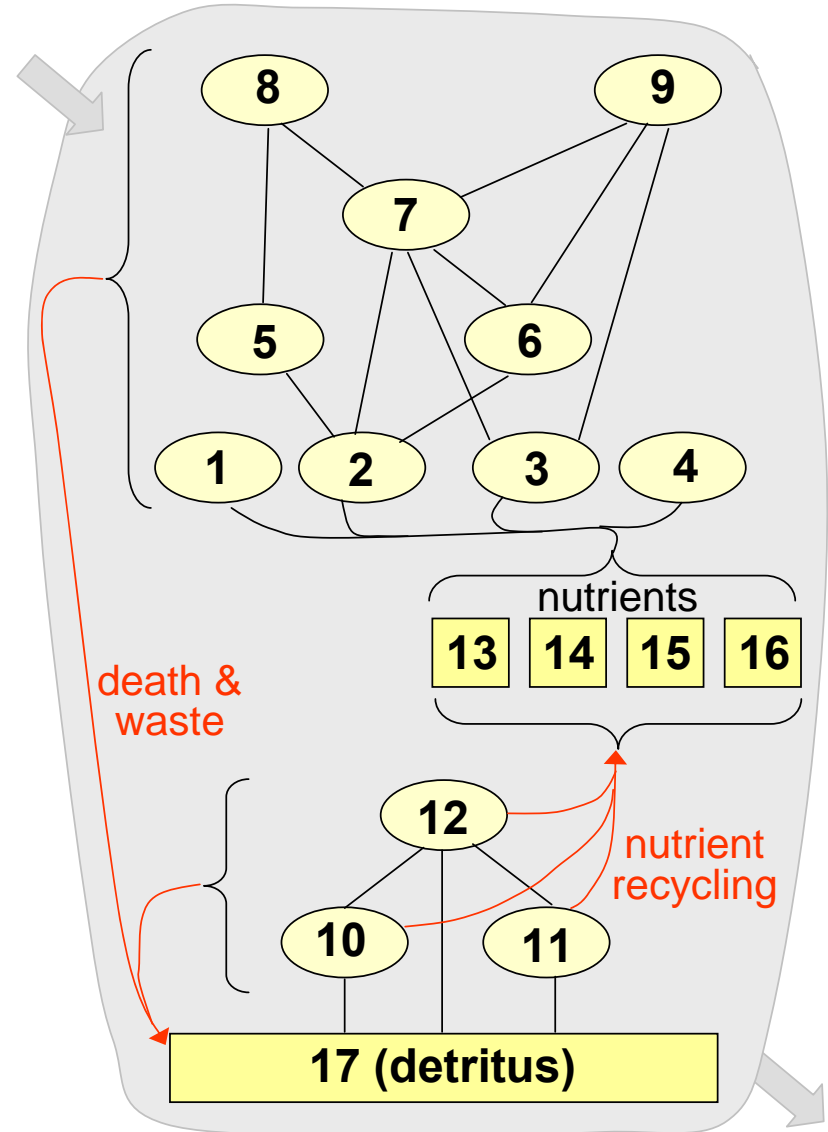 8
9
7
5
6
1
2
3
4
nutrients
13
14
15
16
death &
waste
12
nutrient
recycling
10
11
17 (detritus)